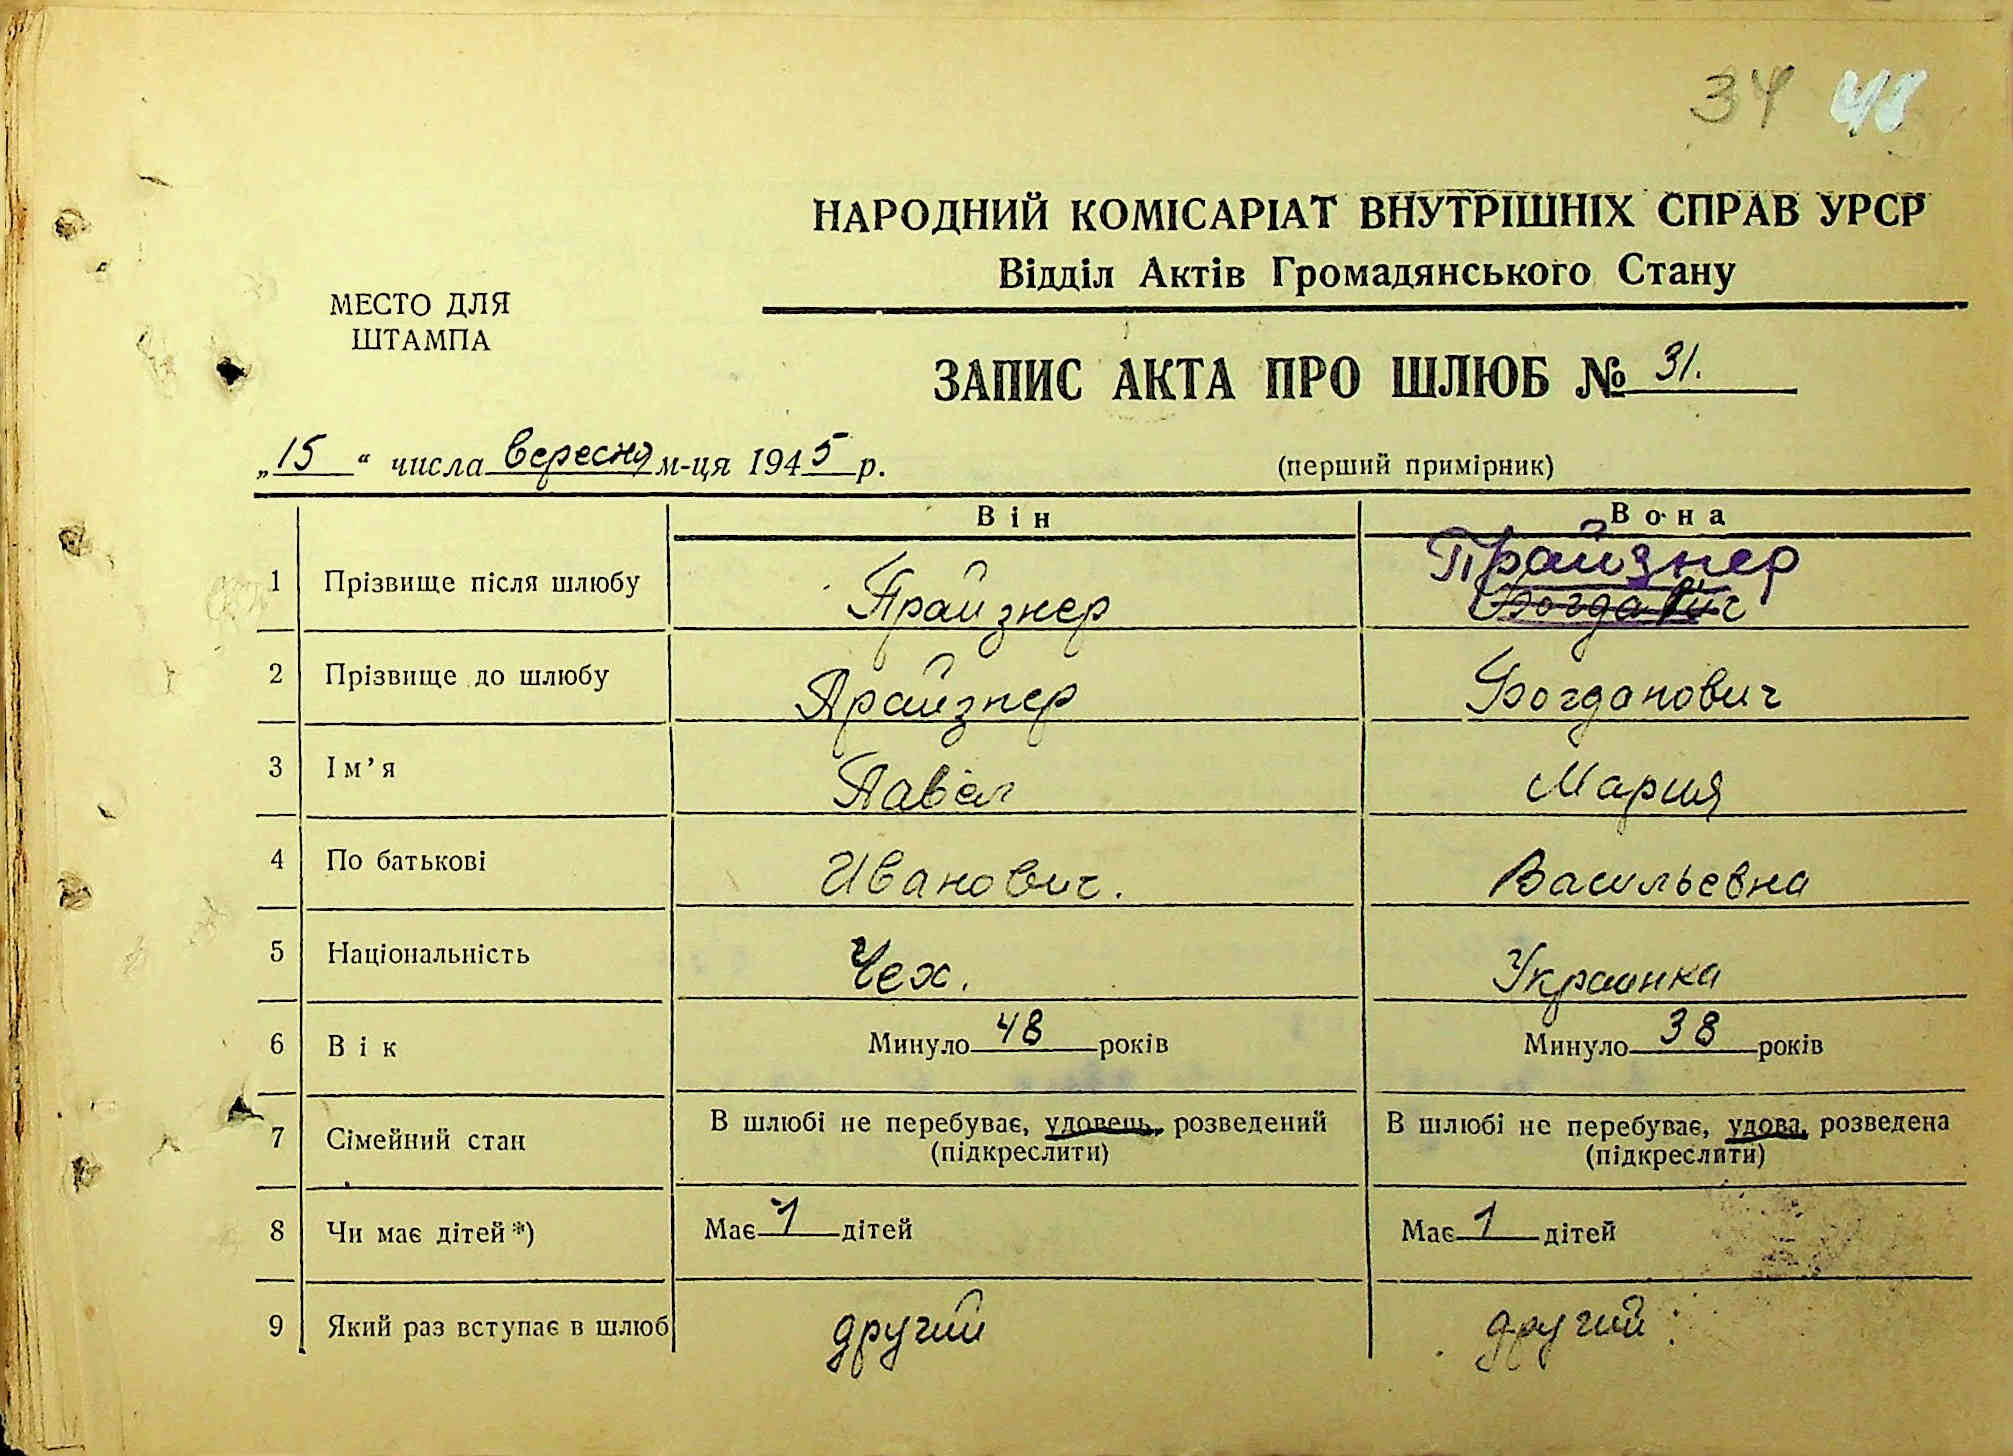 34 48
НАРОДНИЙ КОМІСАРІАТ ВНУТРІШНІХ СПРАВ УРСР
Відділ Актів Громадянського Стану
МЕСТО ДЛЯ
ШТАМПА
ЗАПИС АКТА ПРО ШЛЮБ № 31.
„15“ числа вересня м-ця 1945 р.
(перший примірник)
Він Вона
Прайзнер
1 Прізвище після шлюбу Прайзнер
2 Прізвище до шлюбу Прайзнер Богданович
3 Ім’я Павел Мария
4 По батькові Иванович. Васильевна
5 Національність Чех. Украинка
6 Вік Минуло 48 років Минуло 38 років
7 Сімейний стан В шлюбі не перебуває, удовець, розведений (підкреслити) В шлюбі не перебуває, удова, розведена (підкреслити)
8 Чи має дітей *) Має 1 дітей Має 1 дітей
9 Який раз вступає в шлюб другий другий